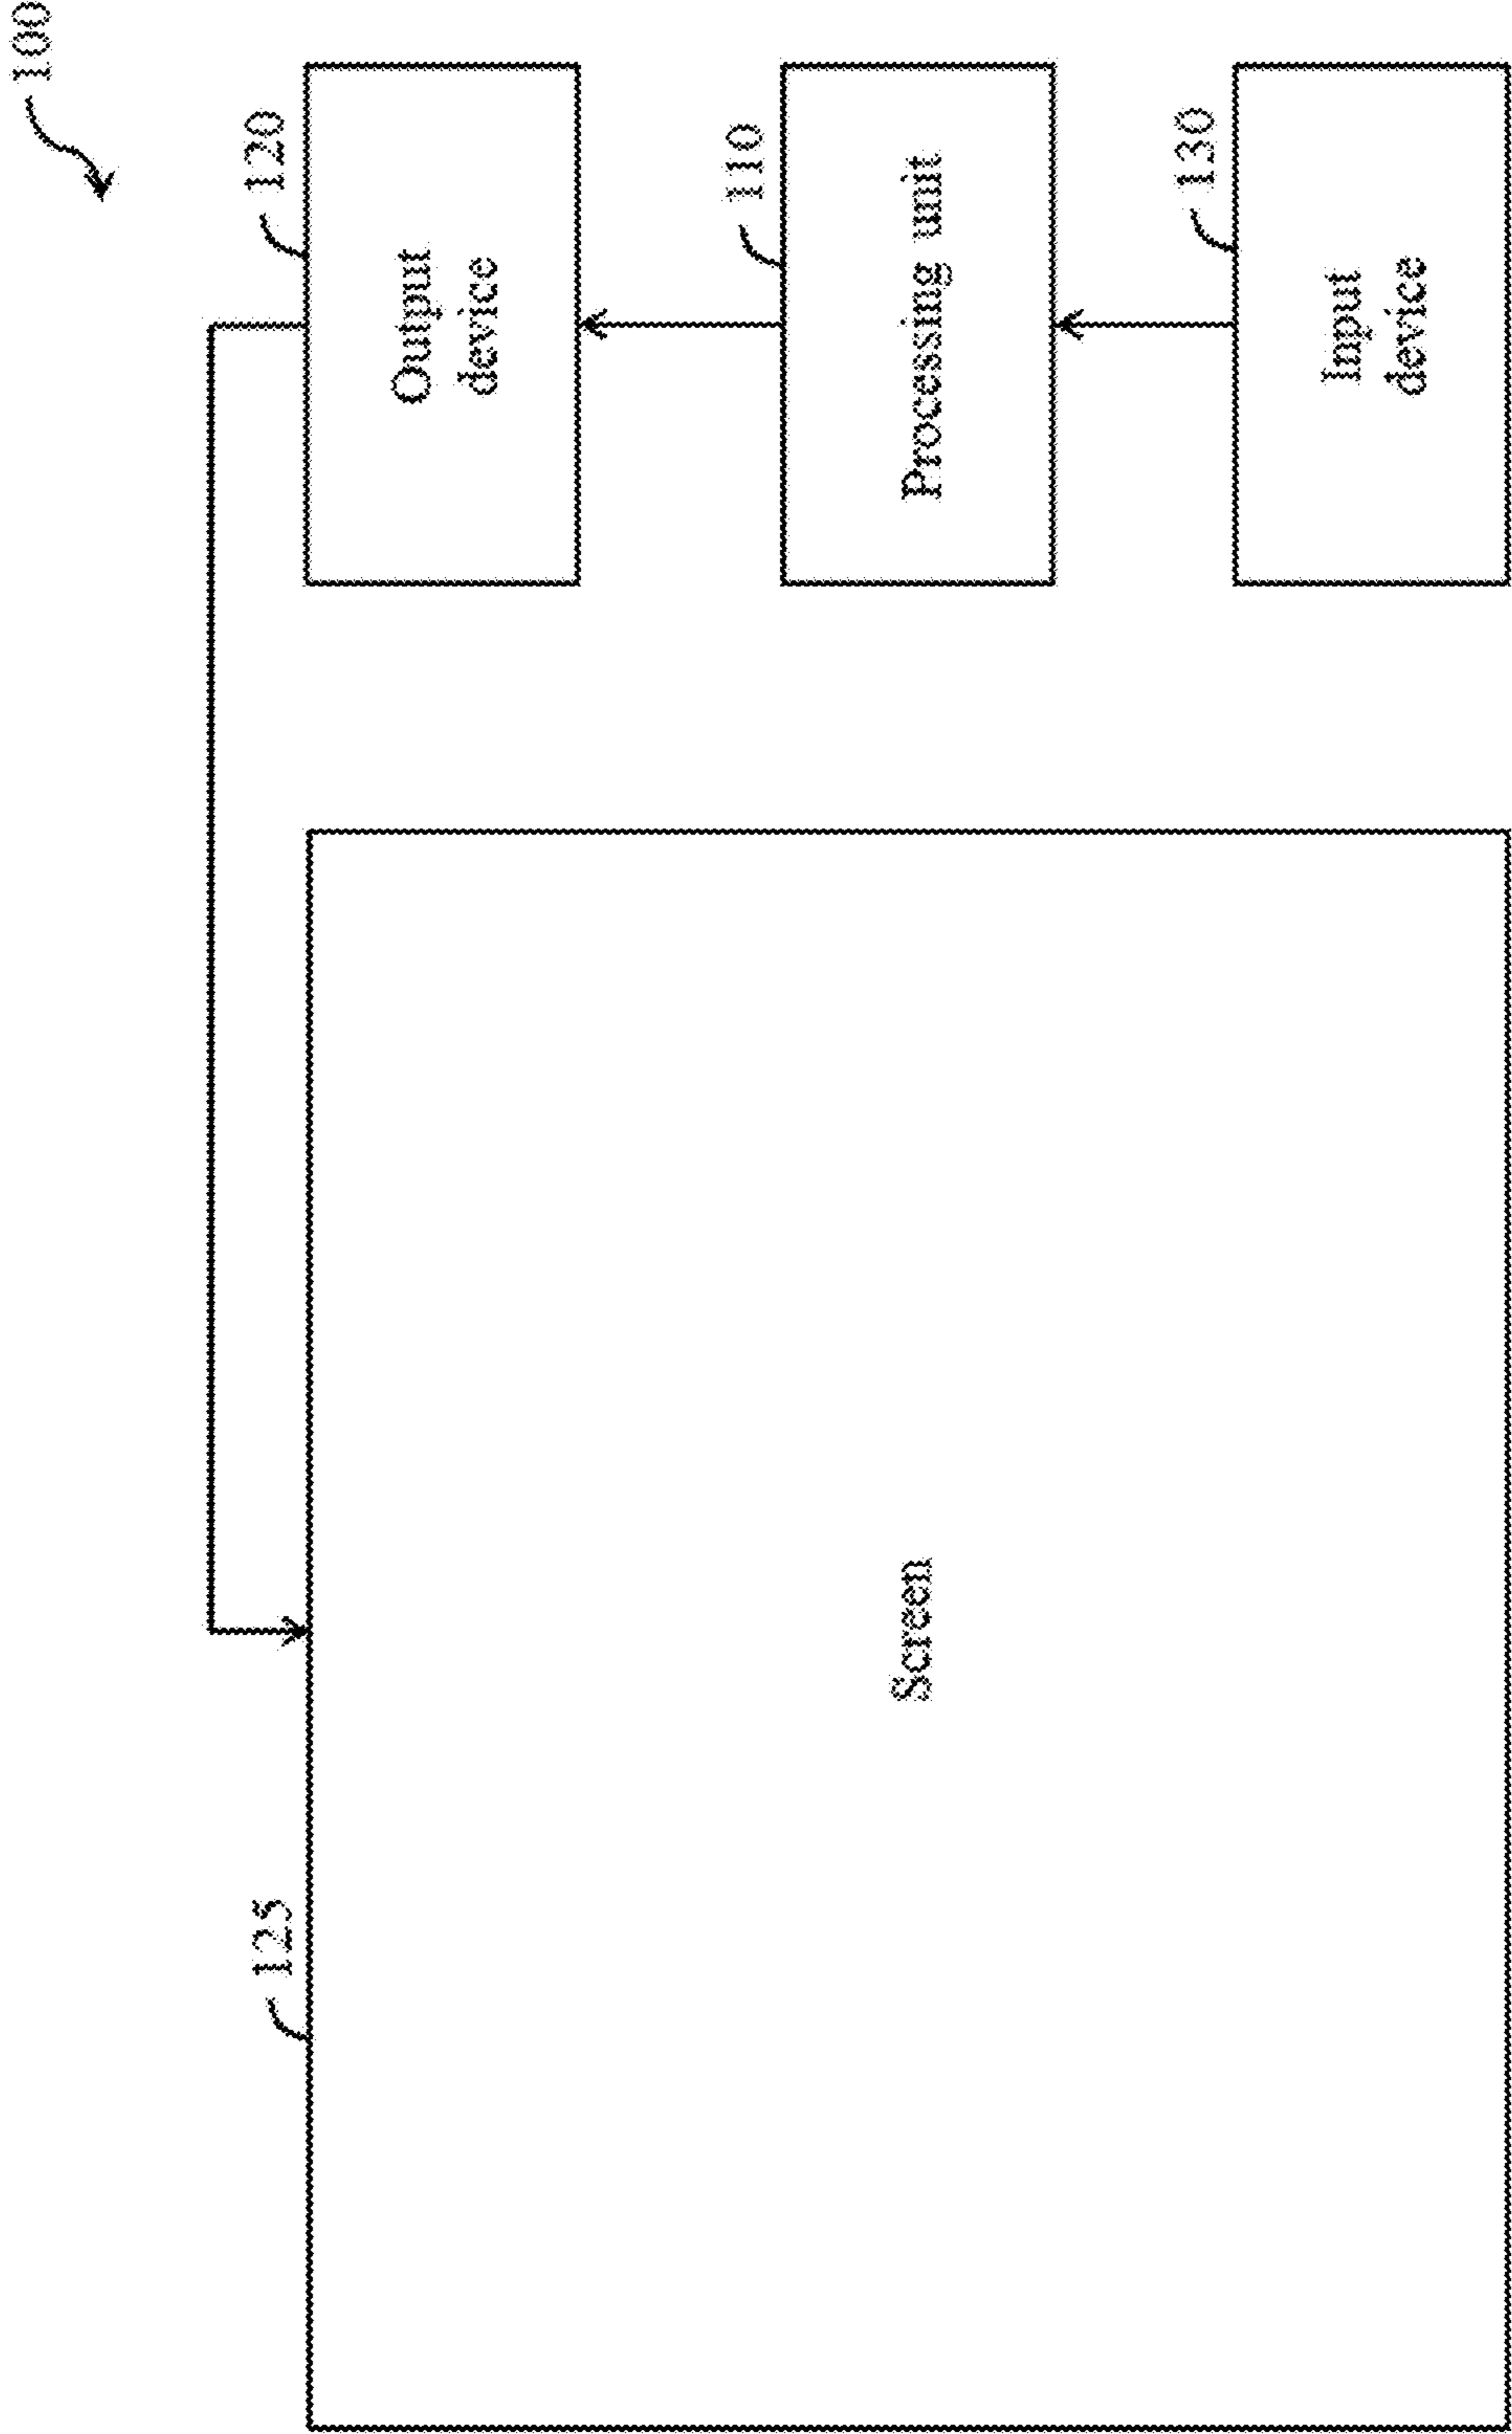 100
120
Output
device
110
Processing unit
130
Input
device
125
Screen